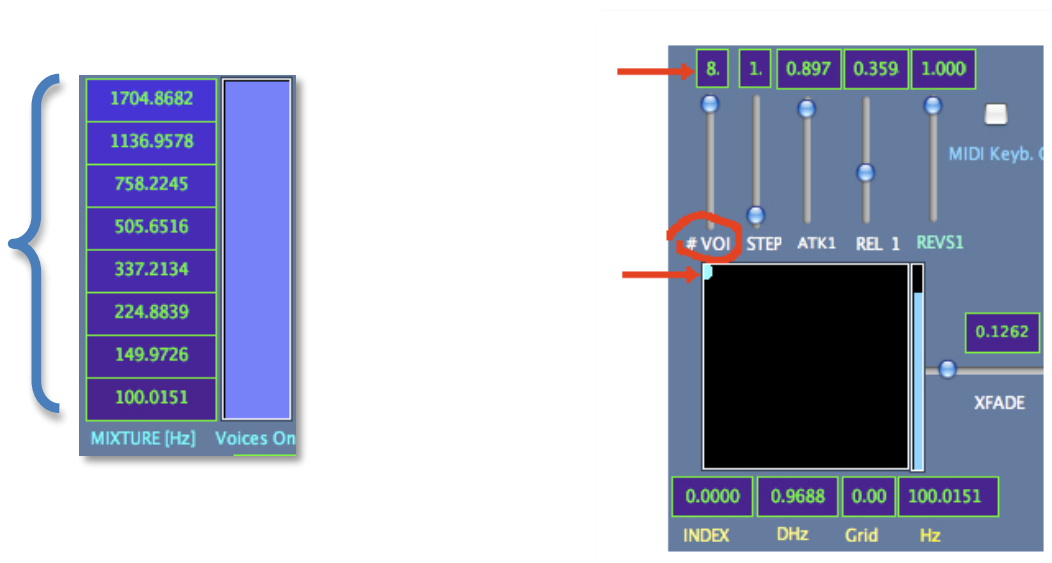 1704.8682
1136.9578
758.2245
505.6516
337.2134
224.8839
149.9726
100.0151
MIXTURE [Hz] Voices On
8. 1. 0.897 0.359 1.000
MIDI Keyb.
# VOI STEP ATK1 REL 1 REVS1
0.1262
XFADE
0.0000 0.9688 0.00 100.0151
INDEX DHz Grid Hz